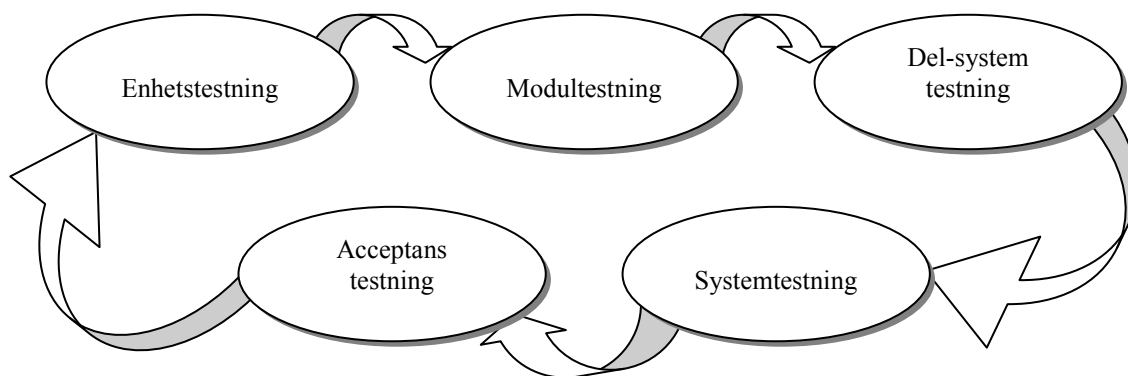 Enhetstestning
Modultestning
Del-system
testning
Acceptans
testning
Systemtestning